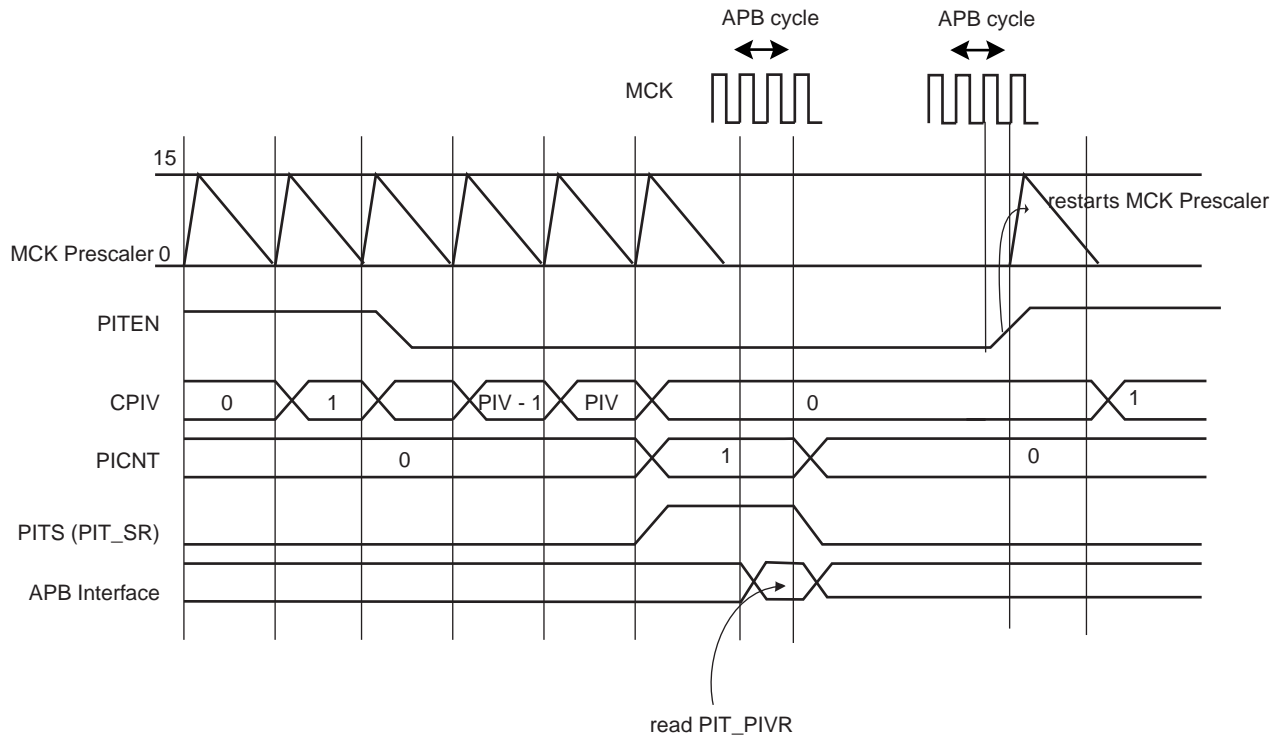 APB cycle
APB cycle
MCK
15
restarts MCK Prescaler
MCK Prescaler 0
PITEN
CPIV 0 1 PIV - 1 PIV 0 1
PICNT 0 1 0
PITS (PIT_SR)
APB Interface
read PIT_PIVR